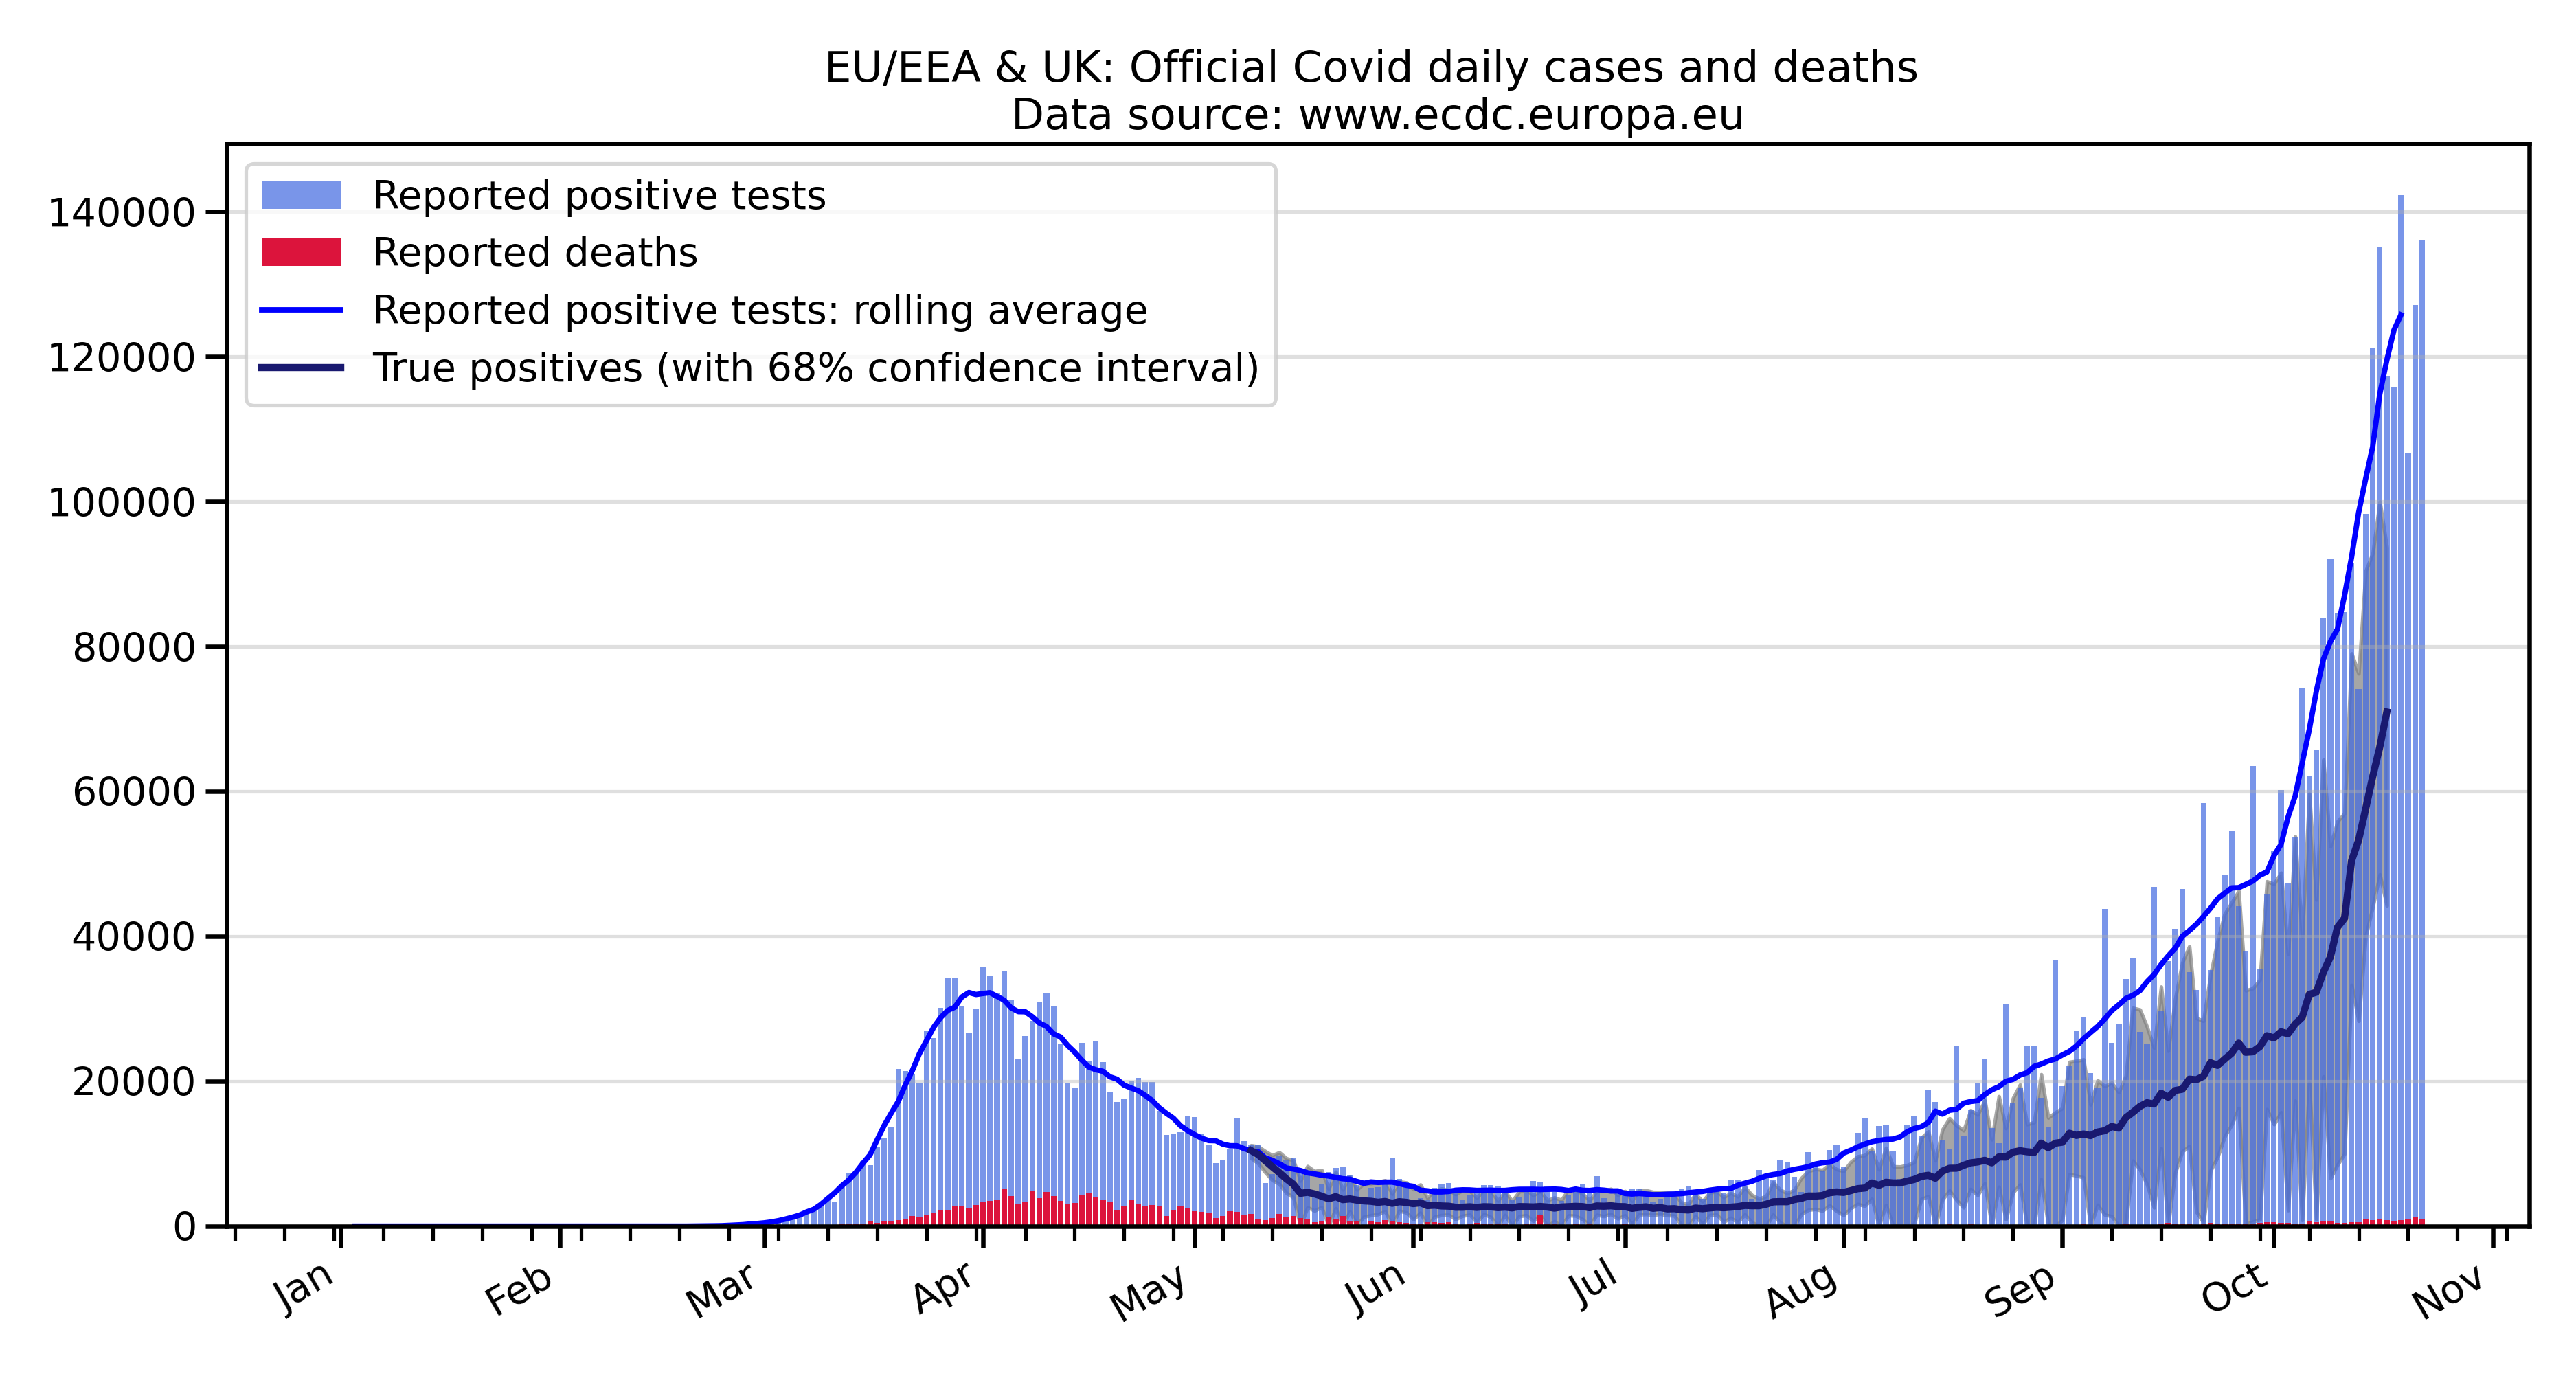 EU/EEA & UK: Official Covid daily cases and deaths
Data source: www.ecdc.europa.eu
Reported positive tests
Reported deaths
Reported positive tests: rolling average
True positives (with 68% confidence interval)
140000
120000
100000
80000
60000
40000
20000
0
Jan
Feb
Mar
Apr
May
Jun
Jul
Aug
Sep
Oct
Nov